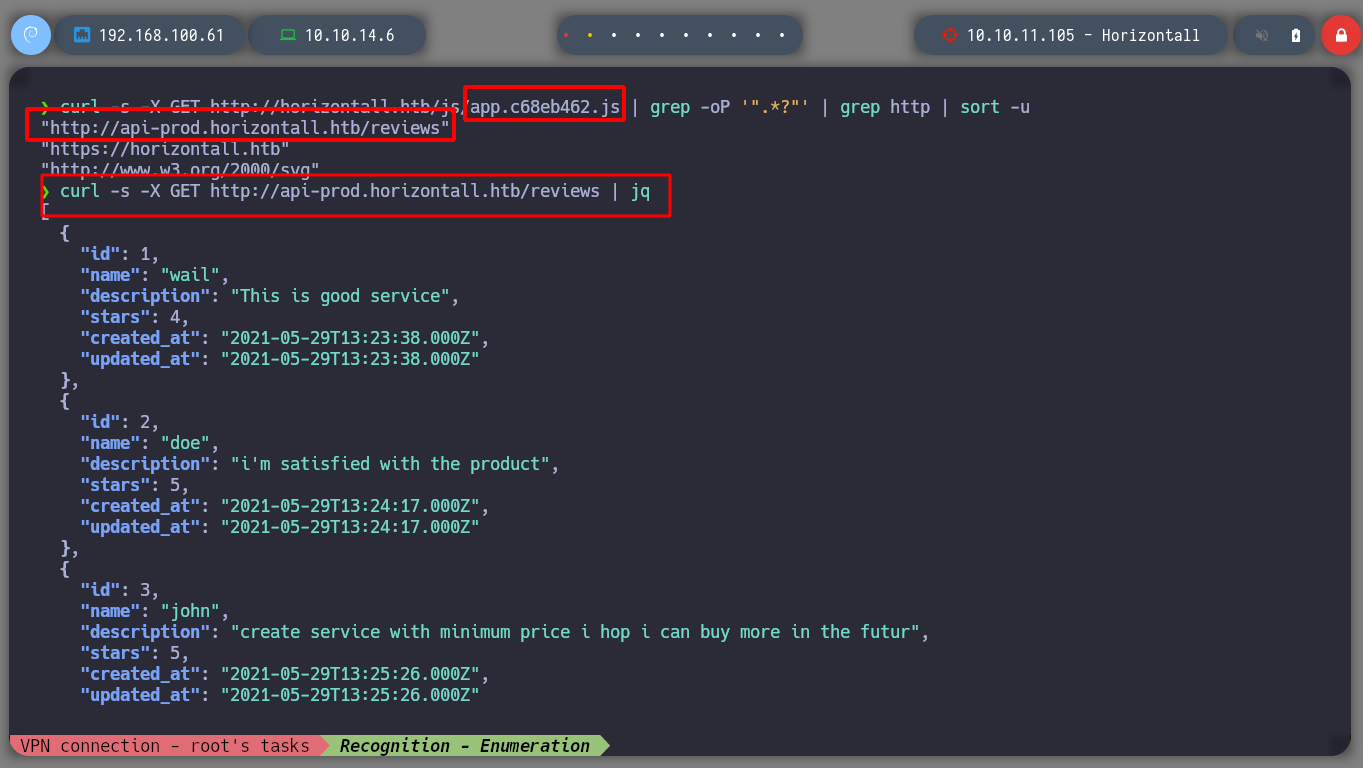 192.168.100.61 10.10.14.6 10.10.11.105 - Horizontall
❯ curl -s -X GET http://horizontall.htb/js/app.c68eb462.js | grep -oP '".*?"' | grep http | sort -u
"http://api-prod.horizontall.htb/reviews"
"https://horizontall.htb"
"http://www.w3.org/2000/svg"
❯ curl -s -X GET http://api-prod.horizontall.htb/reviews | jq
[
  {
    "id": 1,
    "name": "wail",
    "description": "This is good service",
    "stars": 4,
    "created_at": "2021-05-29T13:23:38.000Z",
    "updated_at": "2021-05-29T13:23:38.000Z"
  },
  {
    "id": 2,
    "name": "doe",
    "description": "i'm satisfied with the product",
    "stars": 5,
    "created_at": "2021-05-29T13:24:17.000Z",
    "updated_at": "2021-05-29T13:24:17.000Z"
  },
  {
    "id": 3,
    "name": "john",
    "description": "create service with minimum price i hop i can buy more in the futur",
    "stars": 5,
    "created_at": "2021-05-29T13:25:26.000Z",
    "updated_at": "2021-05-29T13:25:26.000Z"
VPN connection - root's tasks Recognition - Enumeration